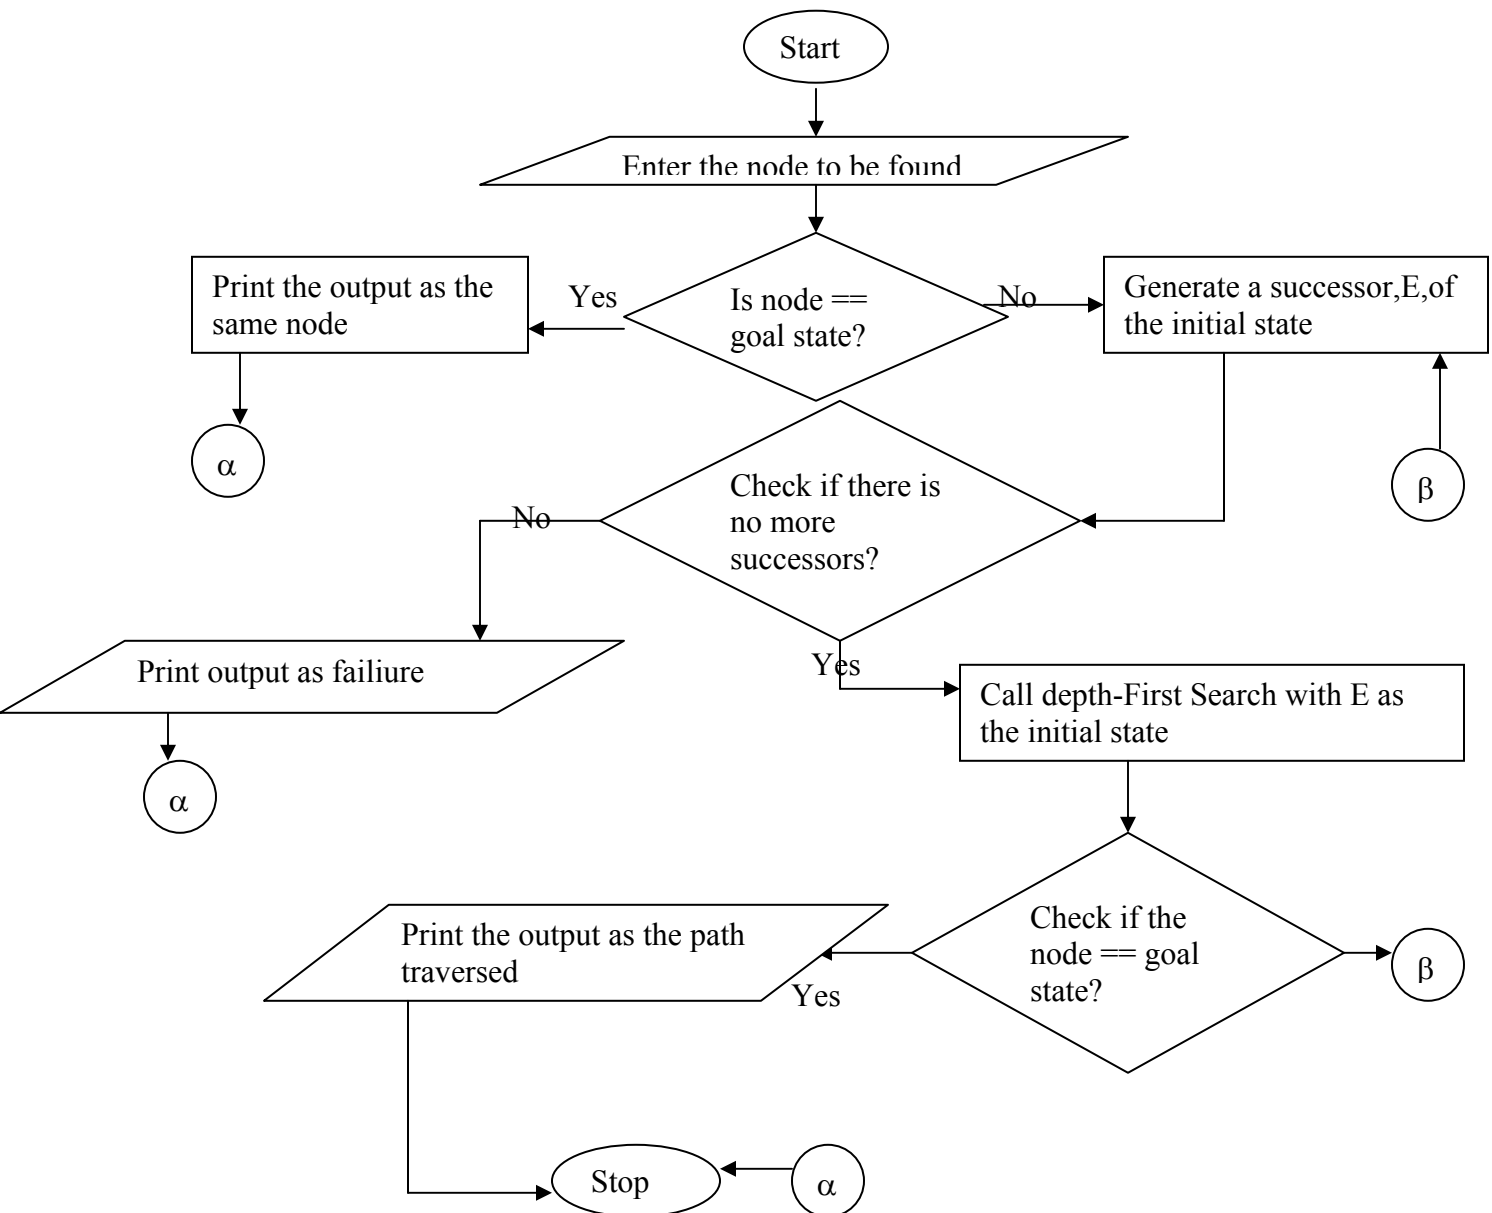 Start
Enter the node to be found
Print the output as the
same node
Yes
Is node ==
goal state?
No
Generate a successor,E,of
the initial state
α
β
Check if there is
no more
successors?
No
Yes
Print output as failiure
Call depth-First Search with E as
the initial state
α
Print the output as the path
traversed
Yes
Check if the
node == goal
state?
β
Stop
α